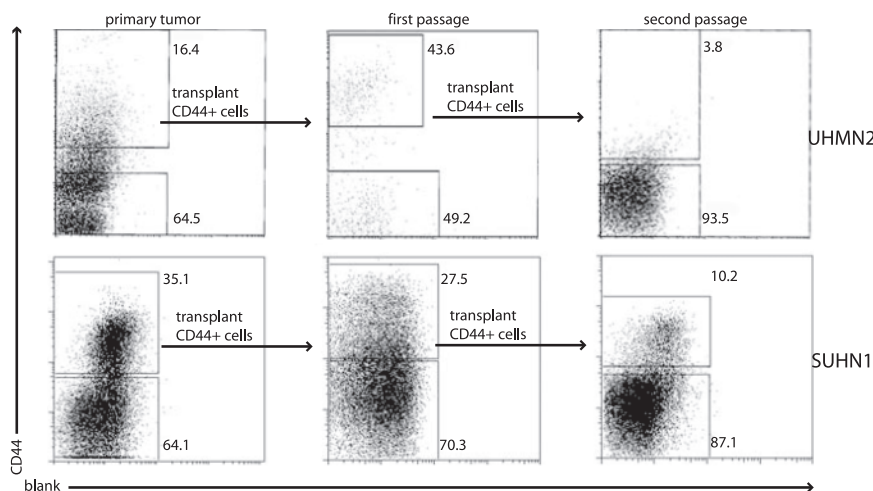 primary tumor
first passage
second passage
16.4
43.6
3.8
transplant
CD44+ cells
transplant
CD44+ cells
UHMN2
64.5
49.2
93.5
35.1
27.5
10.2
transplant
CD44+ cells
transplant
CD44+ cells
SUHN1
64.1
70.3
87.1
CD44
blank